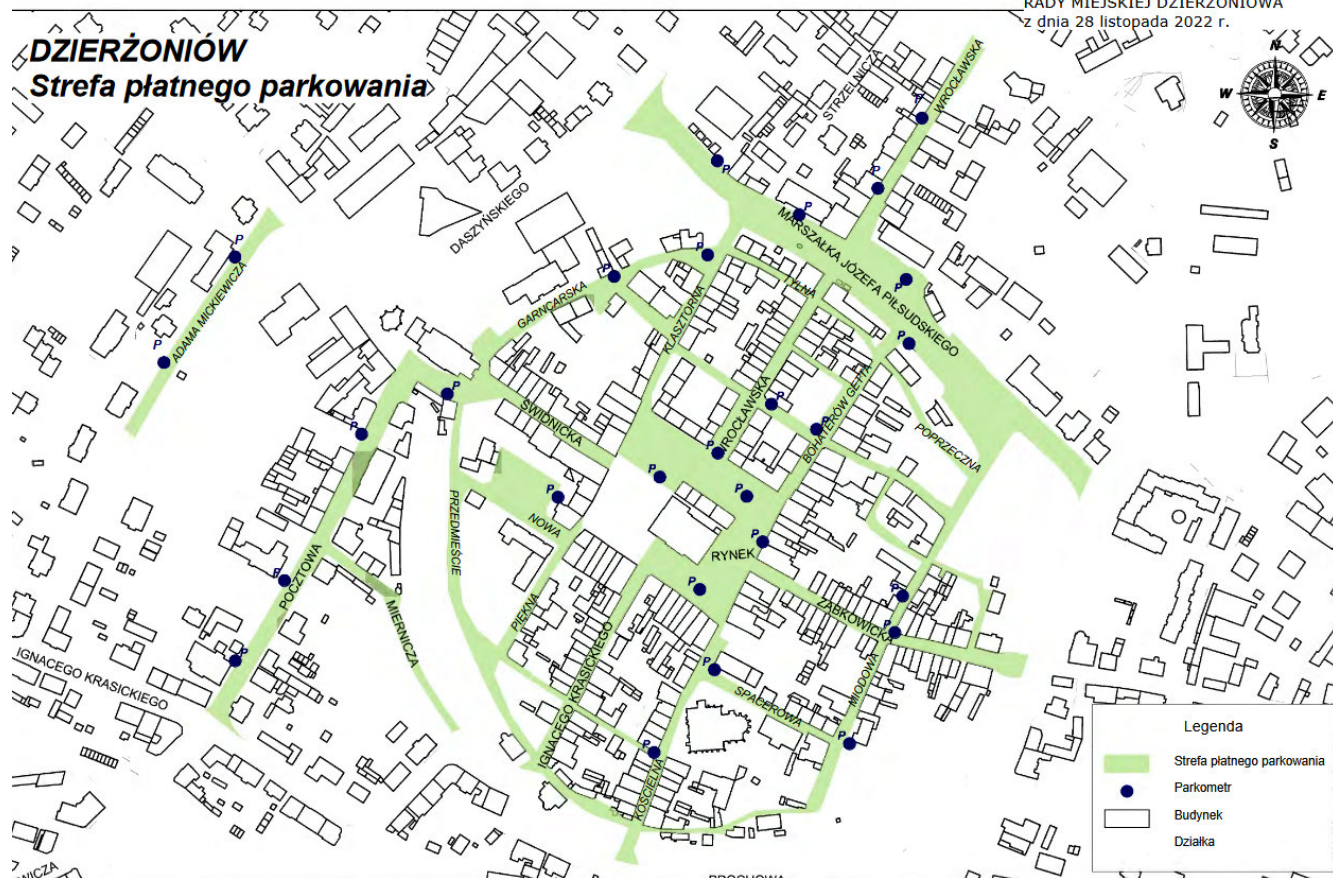 RADY MIEJSKIEJ DZIERŻONIOWA
z dnia 28 listopada 2022 r.
DZIERŻONIÓW
Strefa płatnego parkowania
N
W
E
S
STRZELNICZA
WROCŁAWSKA
P
P
P
P
DASZYŃSKIEGO
MARSZAŁKA JÓZEFA PIŁSUDSKIEGO
P
P
P
P
P
ADAMA MICKIEWICZA
P
GARNCARSKA
KLASZTORNA
TYLNA
P
P
ŚWIDNICKA
WROCŁAWSKA
BOHATERÓW GETTA
P
POPRZECZNA
P
P
P
P
P
P
PRZEDMIEŚCIE
NOWA
RYNEK
P
P
POCZTOWA
P
MIERNICZA
PIĘKNA
ZĄBKOWICKA
P
P
IGNACEGO KRASICKIEGO
P
IGNACEGO KRASICKIEGO
P
SPACEROWA
MIODOWA
P
P
KOŚCIELNA
Legenda
Strefa płatnego parkowania
Parkometr
Budynek
Działka